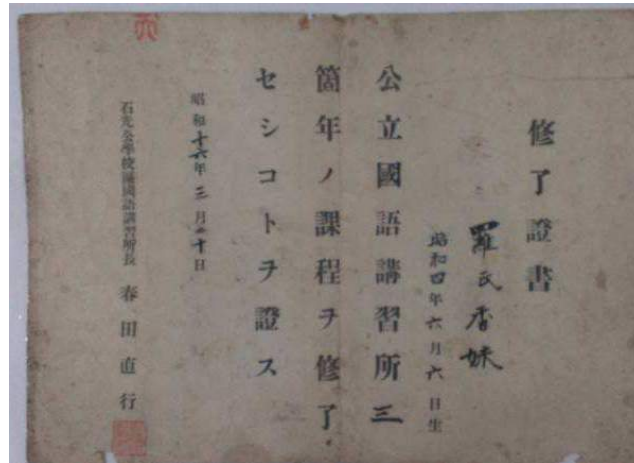 修了證書
羅氏香妹
昭和四年六月六日生
公立國語講習所三
箇年ノ課程ヲ修了
セシコトヲ證ス
昭和十六年三月二十日
石光公學校國語講習所長 春田直行